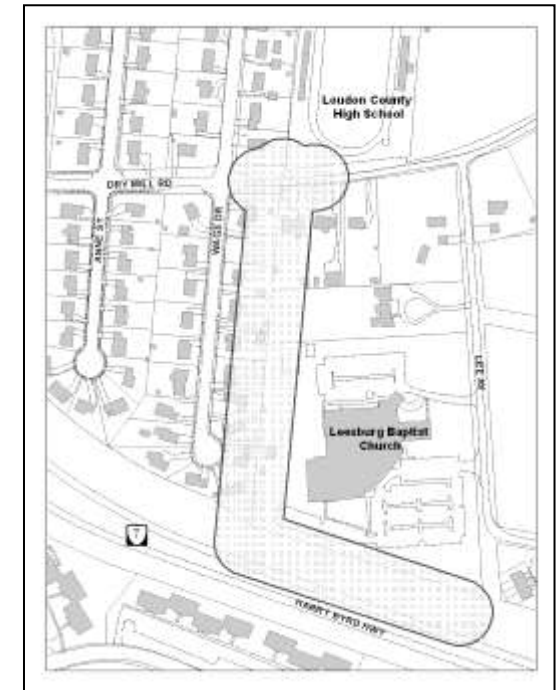 Loudon County
High School
DRY MILL RD
ANNE ST
WAGE DR
LEE AV
Leesburg Baptist
Church
7
HARRY BYRD HWY